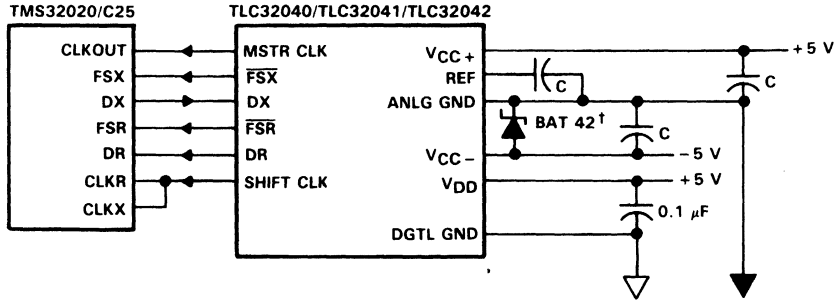 TMS32020/C25
TLC32040/TLC32041/TLC32042
CLKOUT
FSX
DX
FSR
DR
CLKR
CLKX
MSTR CLK
FSX
DX
FSR
DR
SHIFT CLK
VCC+
REF
ANLG GND
VCC−
VDD
DGTL GND
C
BAT 42†
C
C
+5 V
−5 V
+5 V
0.1 μF